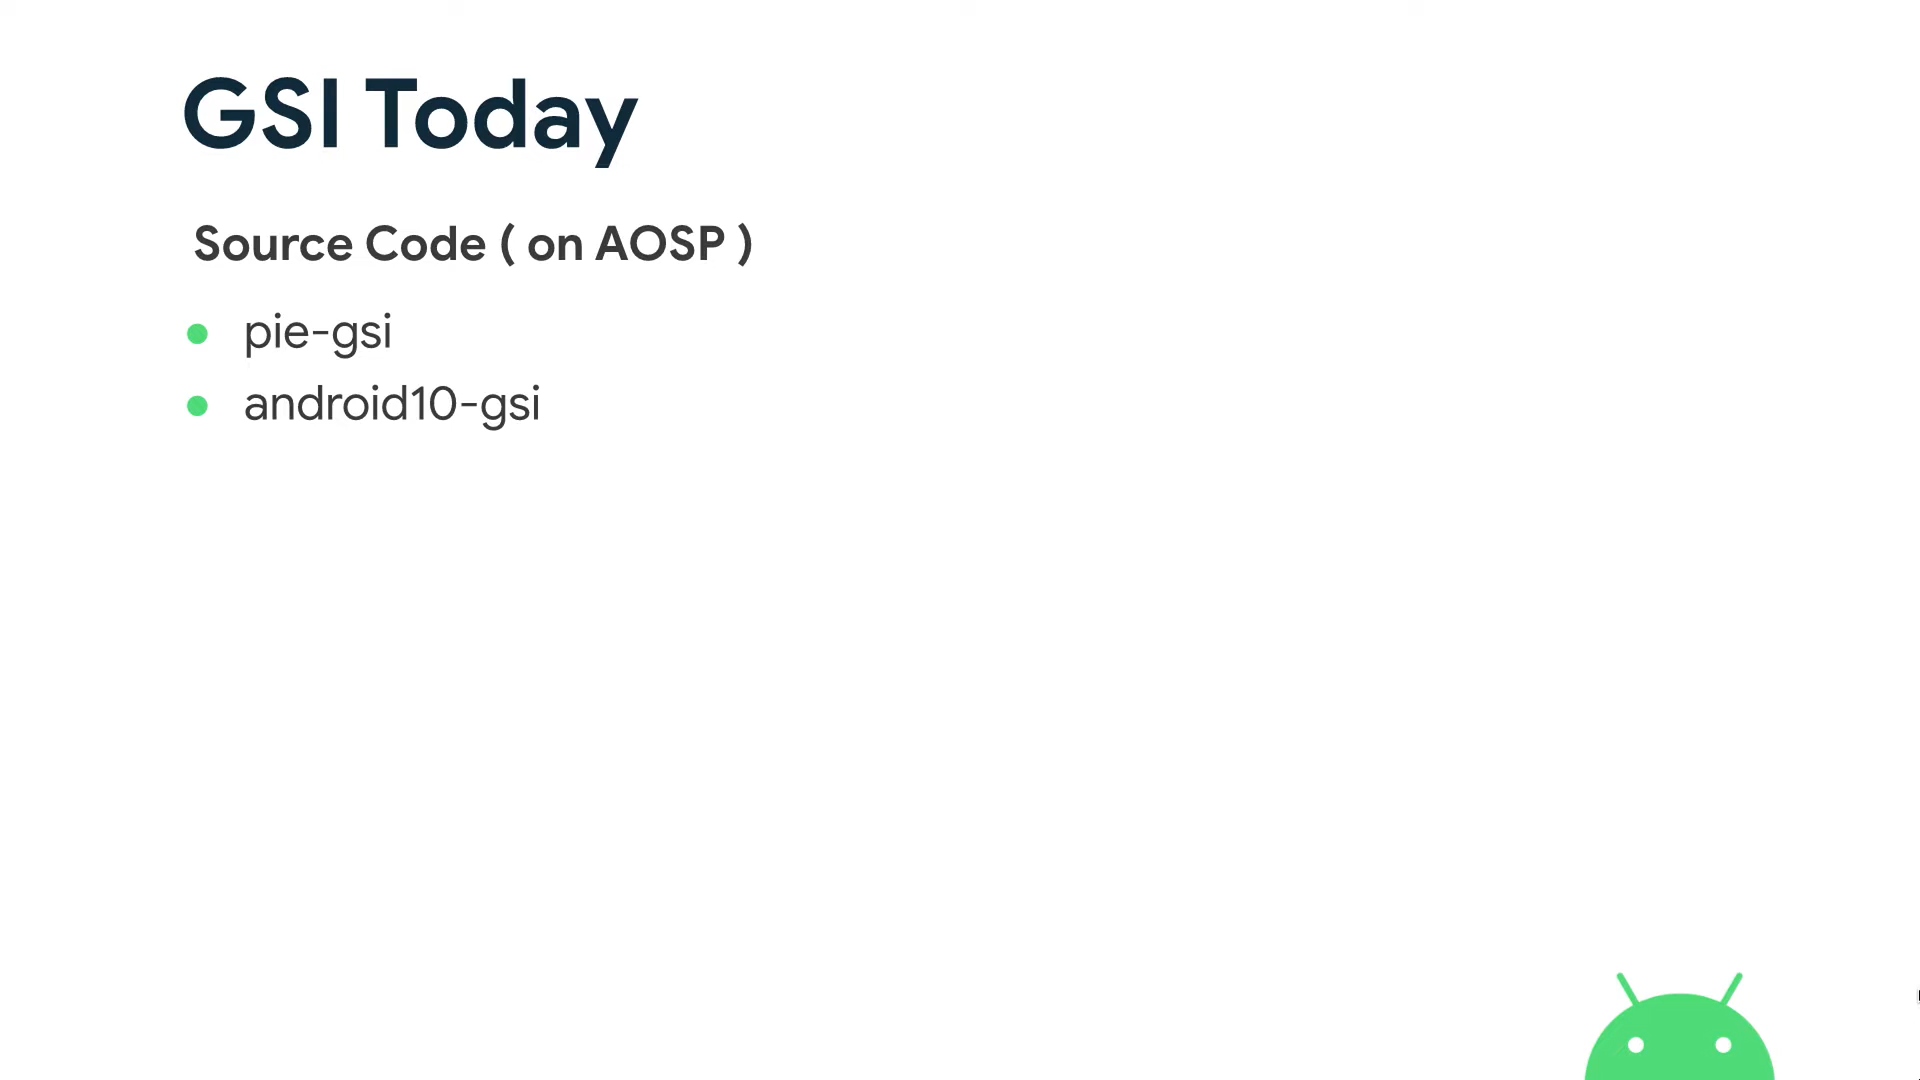 GSI Today
Source Code ( on AOSP )
pie-gsi
android10-gsi